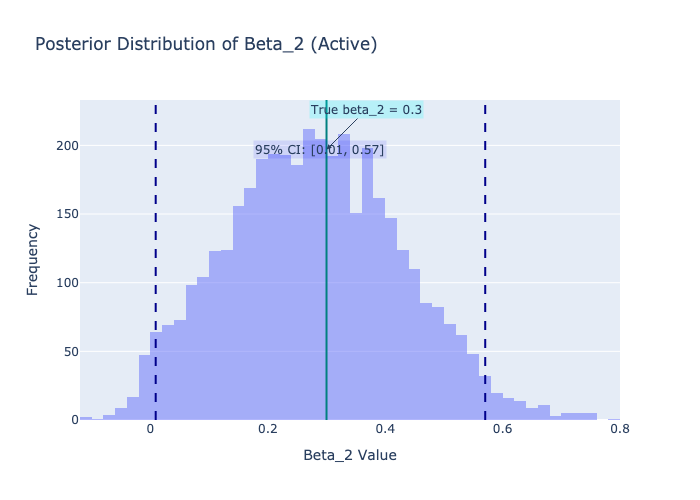 Posterior Distribution of Beta_2 (Active)
True beta_2 = 0.3
95% CI: [0.01, 0.57]
200
150
100
50
0
Frequency
0 0.2 0.4 0.6 0.8
Beta_2 Value